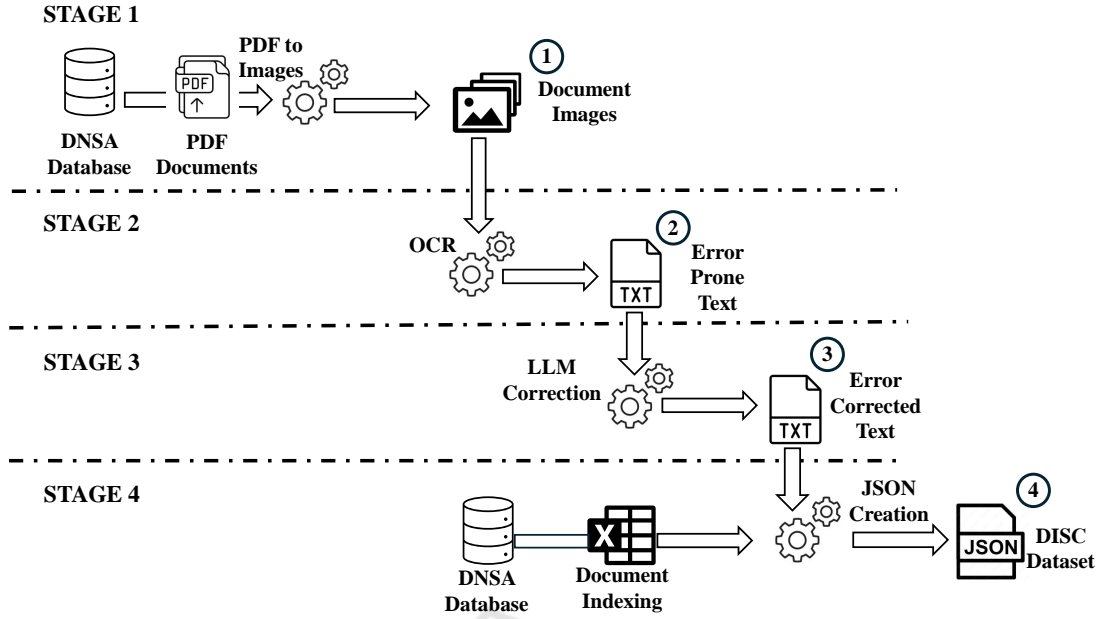 STAGE 1
DNSA
Database
PDF
PDF
Documents
PDF to
Images
1
Document
Images
STAGE 2
OCR
TXT
2
Error
Prone
Text
STAGE 3
LLM
Correction
TXT
3
Error
Corrected
Text
STAGE 4
DNSA
Database
X
Document
Indexing
JSON
Creation
JSON
4
DISC
Dataset